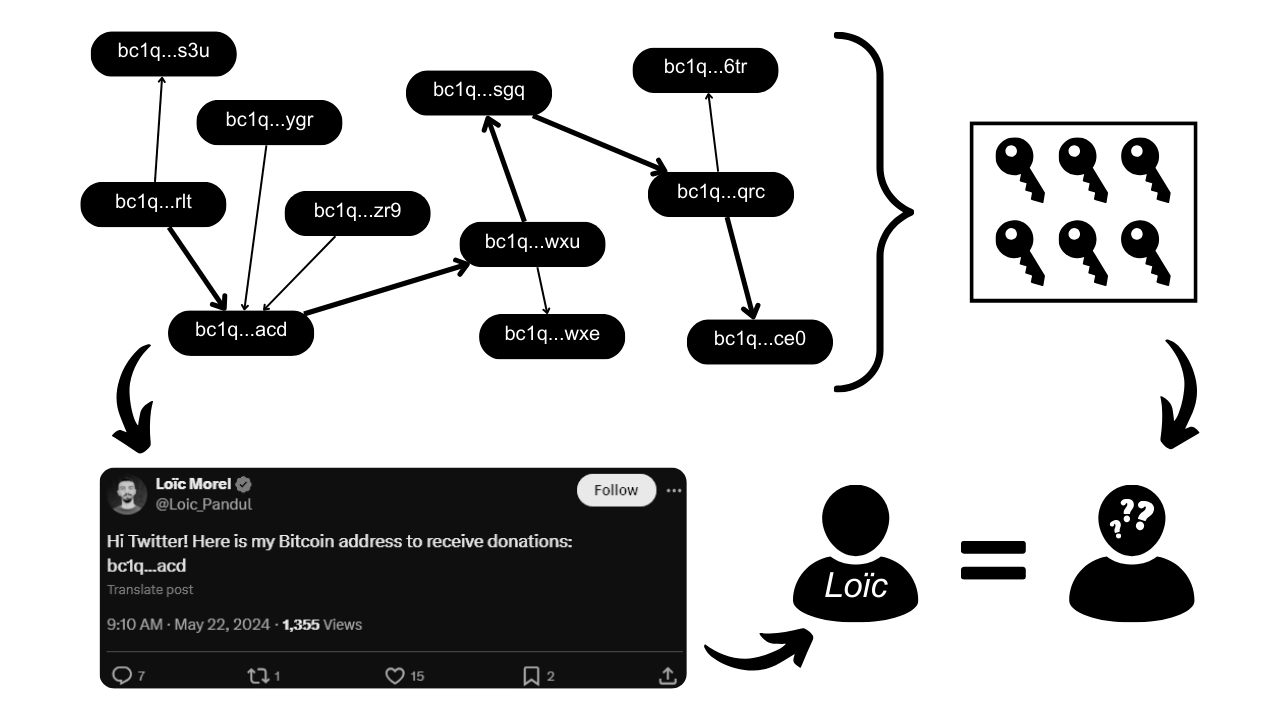 bc1q...s3u
bc1q...ygr
bc1q...sgq
bc1q...6tr
bc1q...rlt
bc1q...zr9
bc1q...wxu
bc1q...qrc
bc1q...acd
bc1q...wxe
bc1q...ce0
Loïc Morel
@Loic_Pandul
Follow
Hi Twitter! Here is my Bitcoin address to receive donations:
bc1q...acd
Translate post
9:10 AM · May 22, 2024 · 1,355 Views
7
1
15
2
Loïc
=
???